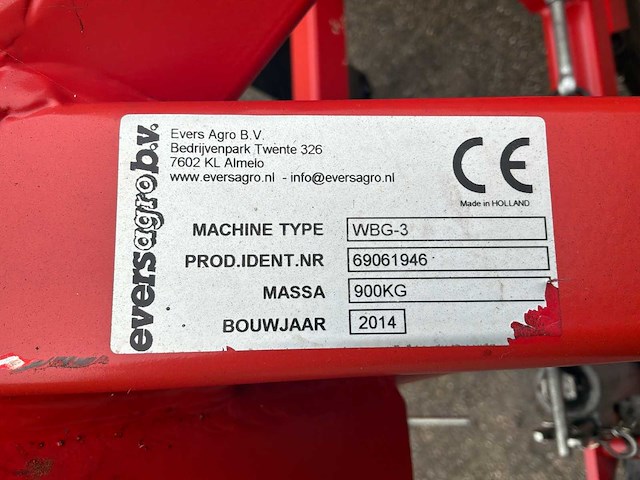 eversagro b.v.
Evers Agro B.V.
Bedrijvenpark Twente 326
7602 KL Almelo
www.eversagro.nl - info@eversagro.nl
CE
Made in HOLLAND
MACHINE TYPE WBG-3
PROD.IDENT.NR 69061946
MASSA 900KG
BOUWJAAR 2014